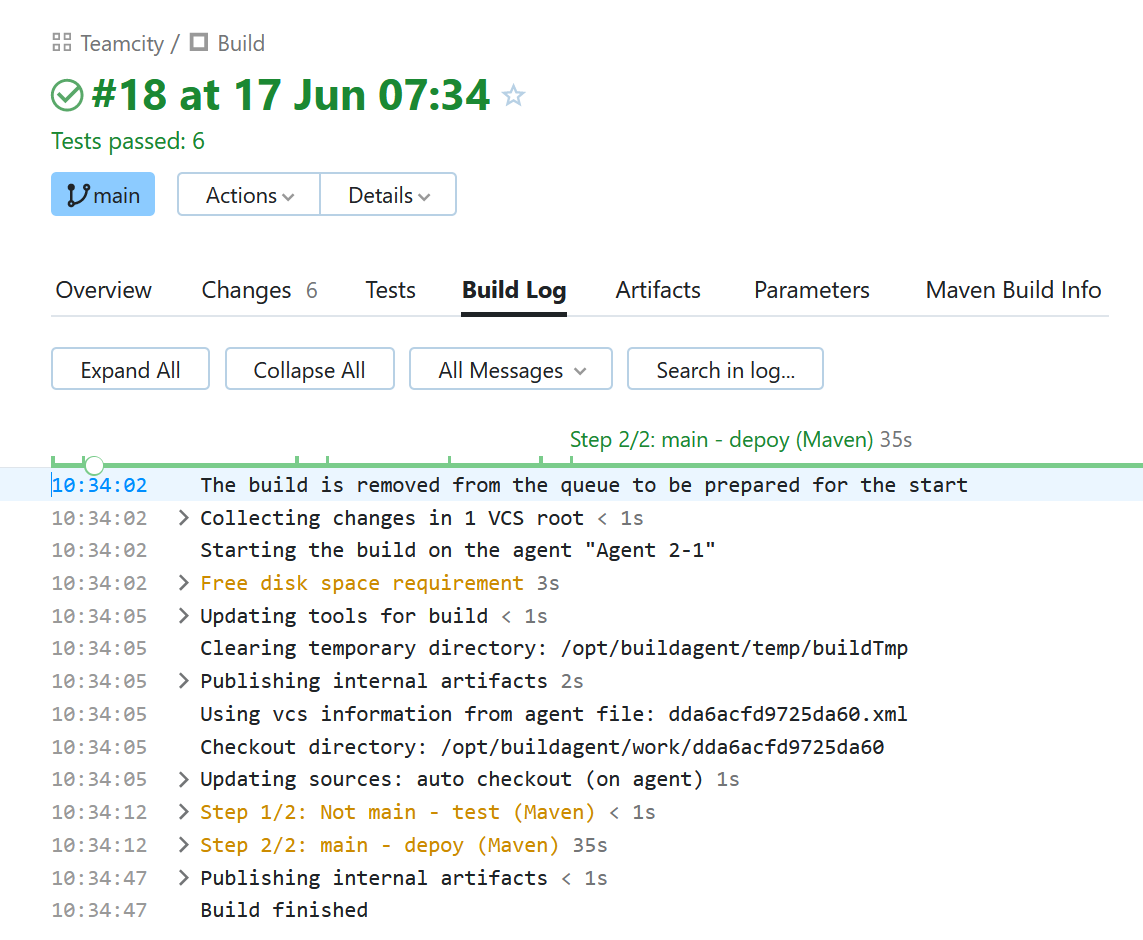 Teamcity / Build
#18 at 17 Jun 07:34
Tests passed: 6
main Actions Details
Overview Changes 6 Tests Build Log Artifacts Parameters Maven Build Info
Expand All Collapse All All Messages Search in log...
Step 2/2: main - depoy (Maven) 35s
10:34:02 The build is removed from the queue to be prepared for the start
10:34:02 Collecting changes in 1 VCS root < 1s
10:34:02 Starting the build on the agent "Agent 2-1"
10:34:02 Free disk space requirement 3s
10:34:05 Updating tools for build < 1s
10:34:05 Clearing temporary directory: /opt/buildagent/temp/buildTmp
10:34:05 Publishing internal artifacts 2s
10:34:05 Using vcs information from agent file: dda6acfd9725da60.xml
10:34:05 Checkout directory: /opt/buildagent/work/dda6acfd9725da60
10:34:05 Updating sources: auto checkout (on agent) 1s
10:34:12 Step 1/2: Not main - test (Maven) < 1s
10:34:12 Step 2/2: main - depoy (Maven) 35s
10:34:47 Publishing internal artifacts < 1s
10:34:47 Build finished